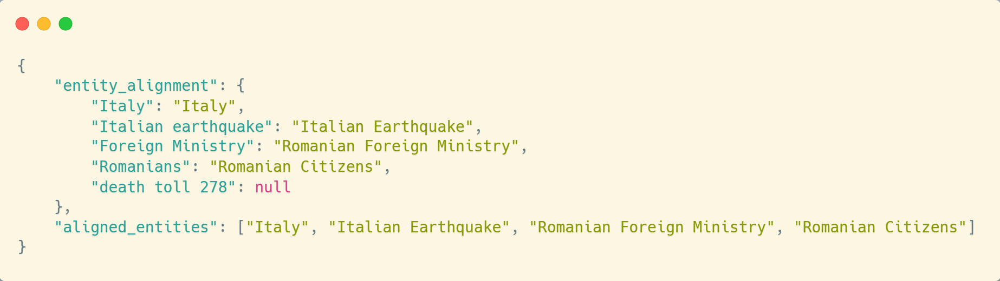 {
    "entity_alignment": {
        "Italy": "Italy",
        "Italian earthquake": "Italian Earthquake",
        "Foreign Ministry": "Romanian Foreign Ministry",
        "Romanians": "Romanian Citizens",
        "death toll 278": null
    },
    "aligned_entities": ["Italy", "Italian Earthquake", "Romanian Foreign Ministry", "Romanian Citizens"]
}